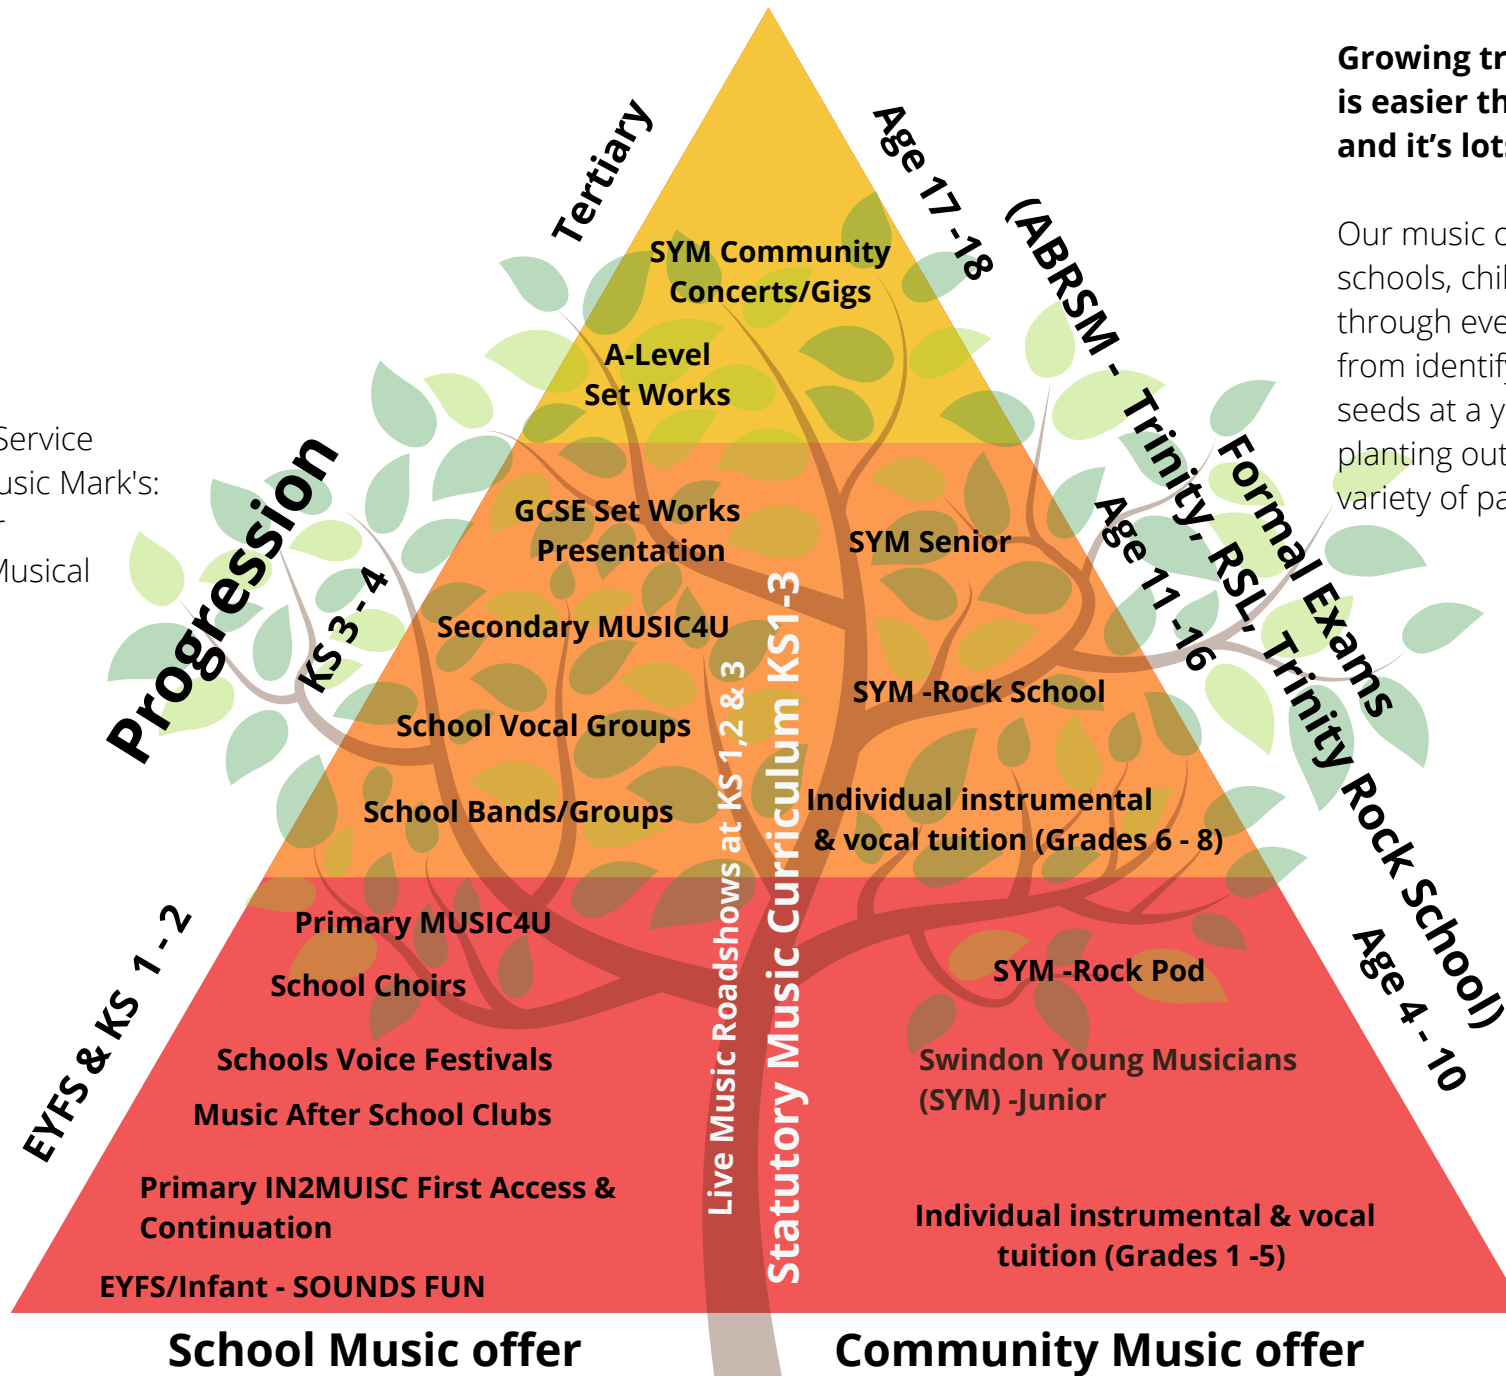 Growing tr
is easier th
and it’s lots
Our music o
schools, chil
through eve
from identify
seeds at a y
planting out
variety of pa
Service
usic Mark's:
r
Musical
Progression
Tertiary
KS 3 - 4
EYFS & KS 1 - 2
Age 17 -18
Age 11 -16
Age 4 - 10
Formal Exams
(ABRSM - Trinity, RSL, Trinity Rock School)
SYM Community
Concerts/Gigs
A-Level
Set Works
GCSE Set Works
Presentation
Secondary MUSIC4U
School Vocal Groups
School Bands/Groups
SYM Senior
SYM -Rock School
Individual instrumental
& vocal tuition (Grades 6 - 8)
Live Music Roadshows at KS 1,2 & 3
Statutory Music Curriculum KS1-3
Primary MUSIC4U
School Choirs
Schools Voice Festivals
Music After School Clubs
Primary IN2MUISC First Access &
Continuation
EYFS/Infant - SOUNDS FUN
SYM -Rock Pod
Swindon Young Musicians
(SYM) -Junior
Individual instrumental & vocal
tuition (Grades 1 -5)
School Music offer
Community Music offer